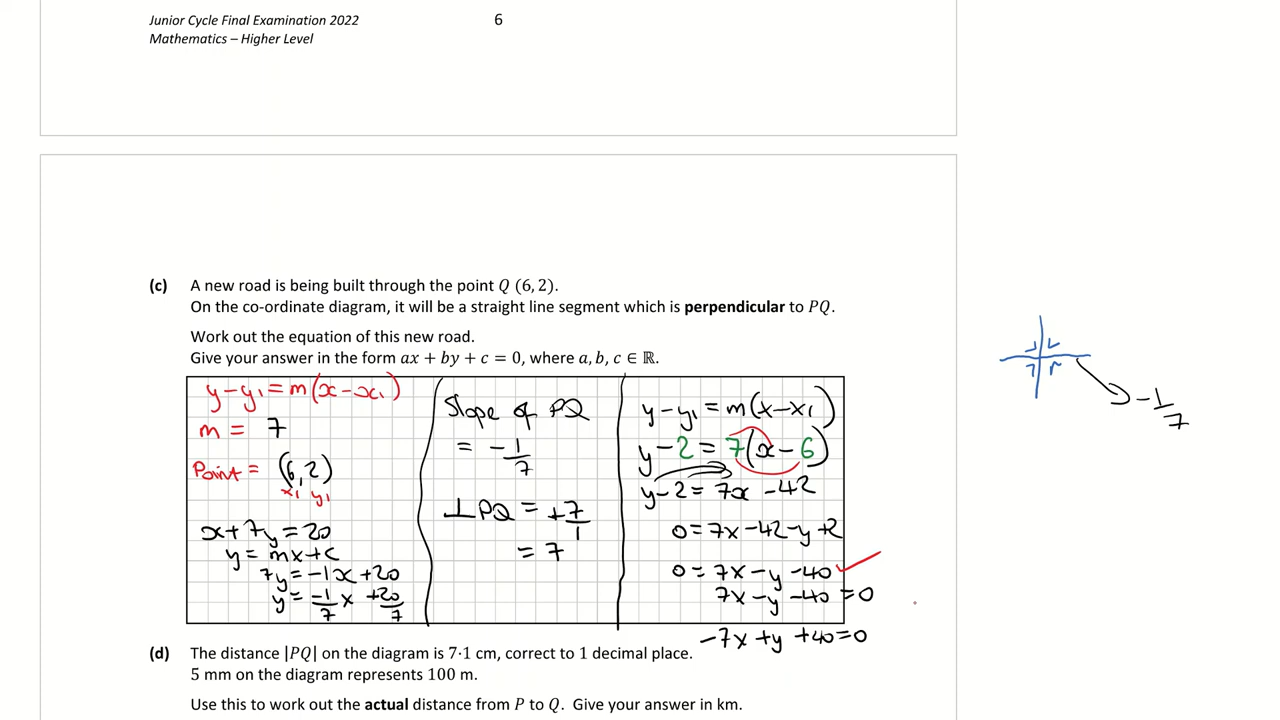 Junior Cycle Final Examination 2022
6
Mathematics – Higher Level
(c) A new road is being built through the point Q (6, 2).
On the co-ordinate diagram, it will be a straight line segment which is perpendicular to PQ.
Work out the equation of this new road.
Give your answer in the form ax + by + c = 0, where a, b, c ∈ ℝ.
y-y₁ = m(x-x₁)
m = 7
Point = (6,2)
x₁ y₁
x+7y = 20
y = mx+c
7y = -1x +20
y = -1/7 x +20/7
Slope of PQ
= -1/7
⊥PQ = +7/1
= 7
y-y₁ = m(x-x₁)
y-2 = 7(x-6)
y-2 = 7x -42
0 = 7x-42-y+2
0 = 7x-y-40
7x-y-40 = 0
-7x+y+40=0
-1/7
(d) The distance |PQ| on the diagram is 7·1 cm, correct to 1 decimal place.
5 mm on the diagram represents 100 m.
Use this to work out the actual distance from P to Q. Give your answer in km.